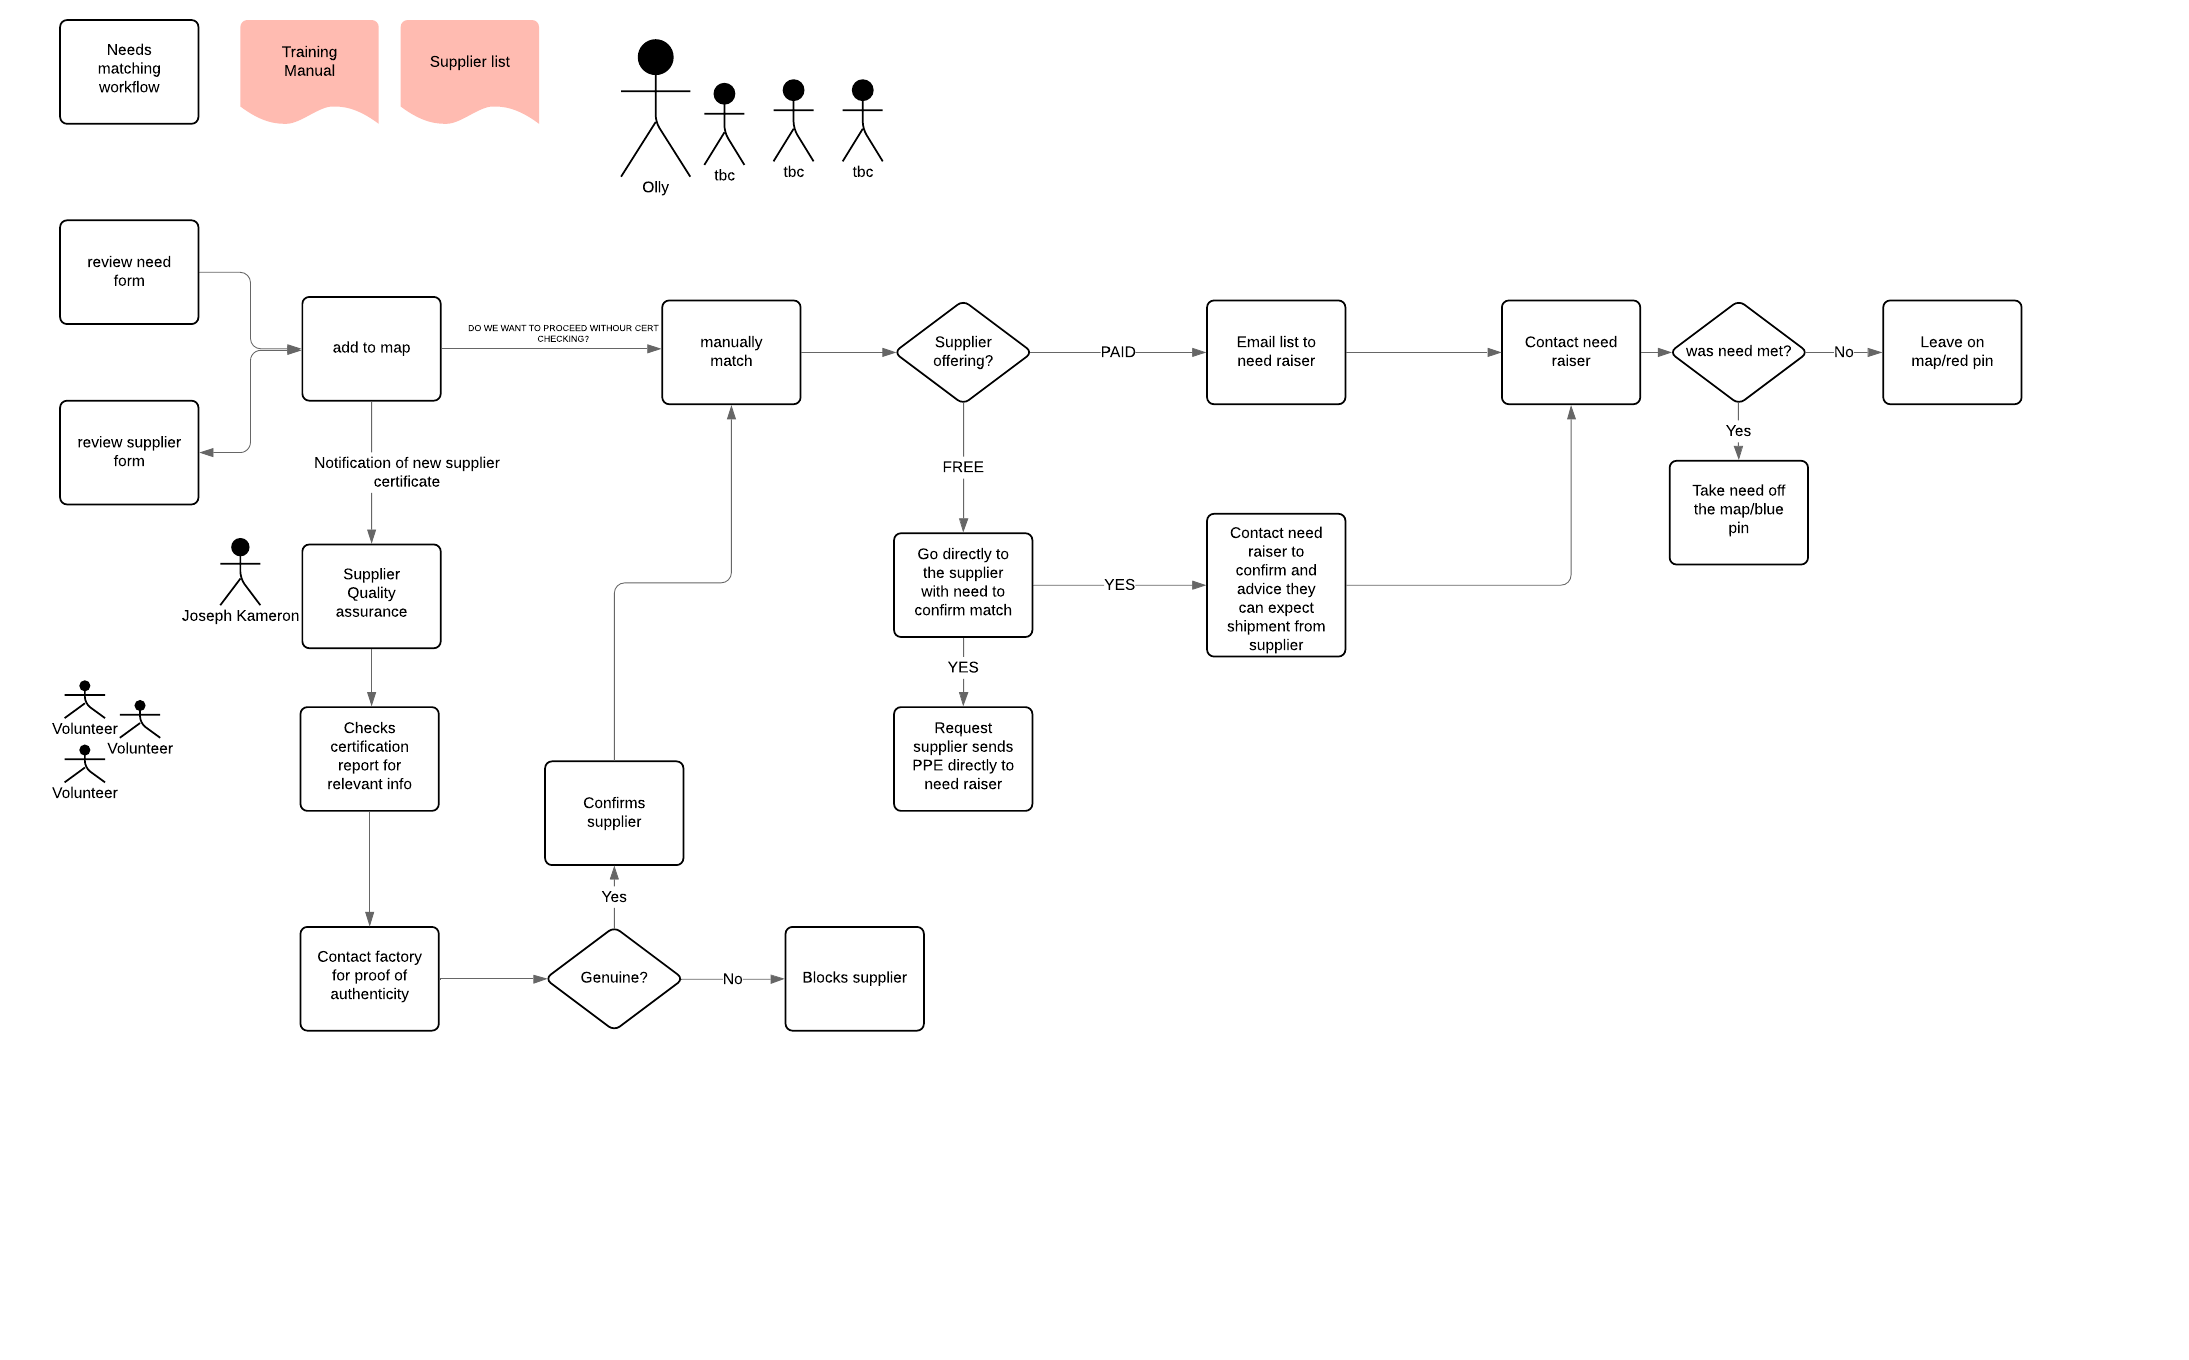 Needs
matching
workflow
Training
Manual
Supplier list
Olly
tbc
tbc
tbc
review need
form
review supplier
form
add to map
DO WE WANT TO PROCEED WITHOUR CERT
CHECKING?
manually
match
Supplier
offering?
PAID
Email list to
need raiser
Contact need
raiser
was need met?
No
Leave on
map/red pin
Yes
Take need off
the map/blue
pin
Notification of new supplier
certificate
FREE
Joseph Kameron
Supplier
Quality
assurance
Go directly to
the supplier
with need to
confirm match
YES
Contact need
raiser to
confirm and
advice they
can expect
shipment from
supplier
YES
Request
supplier sends
PPE directly to
need raiser
Volunteer
Volunteer
Volunteer
Checks
certification
report for
relevant info
Confirms
supplier
Yes
Contact factory
for proof of
authenticity
Genuine?
No
Blocks supplier